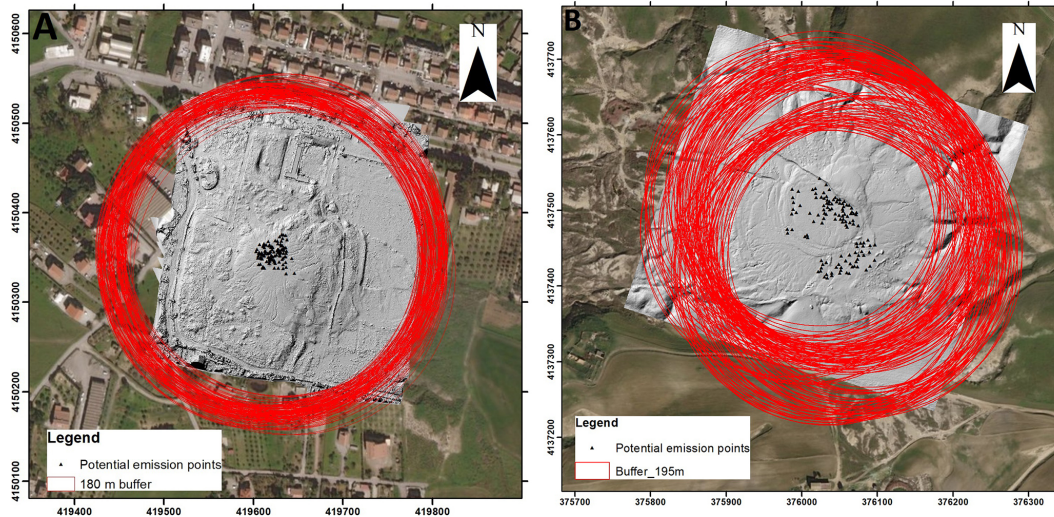 A
N
4150600
4150500
4150400
4150300
4150200
4150100
Legend
Potential emission points
180 m buffer
419400 419500 419600 419700 419800
B
N
4137700
4137600
4137500
4137400
4137300
4137200
Legend
Potential emission points
Buffer_195m
375700 375800 375900 376000 376100 376200 376300